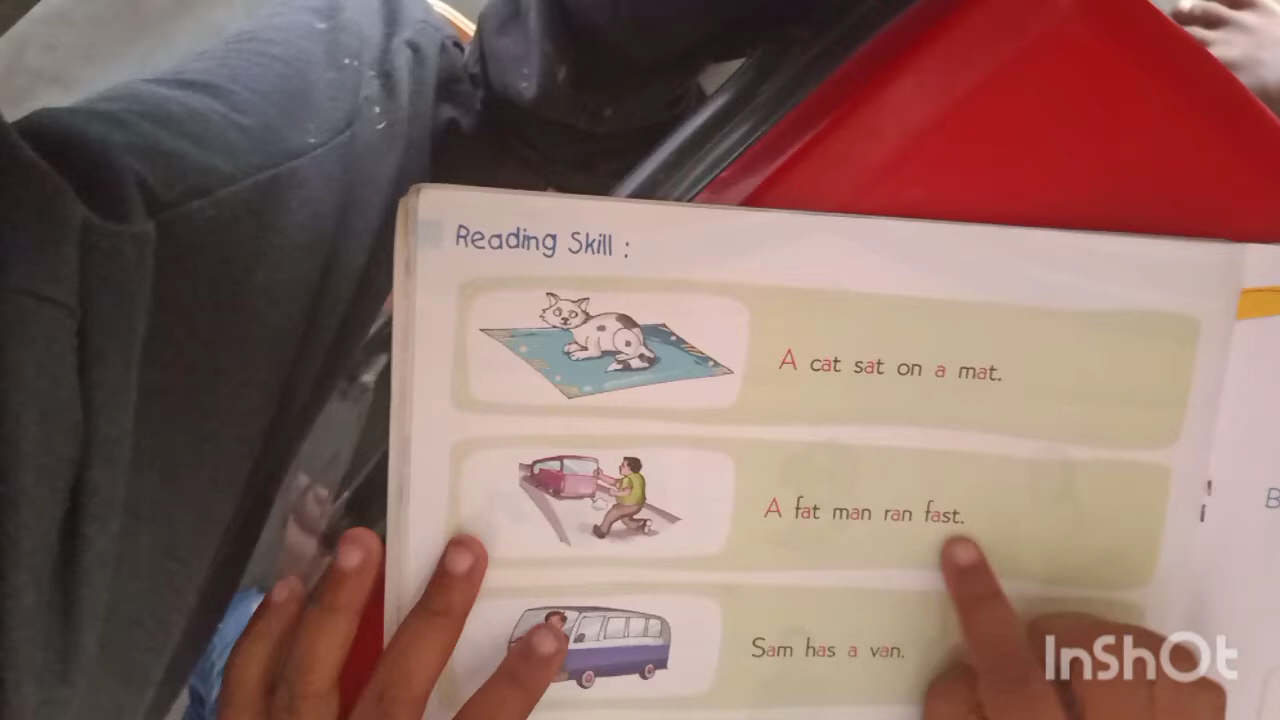 Reading Skill :
A cat sat on a mat.
A fat man ran fast.
Sam has a van.
B
InShOt